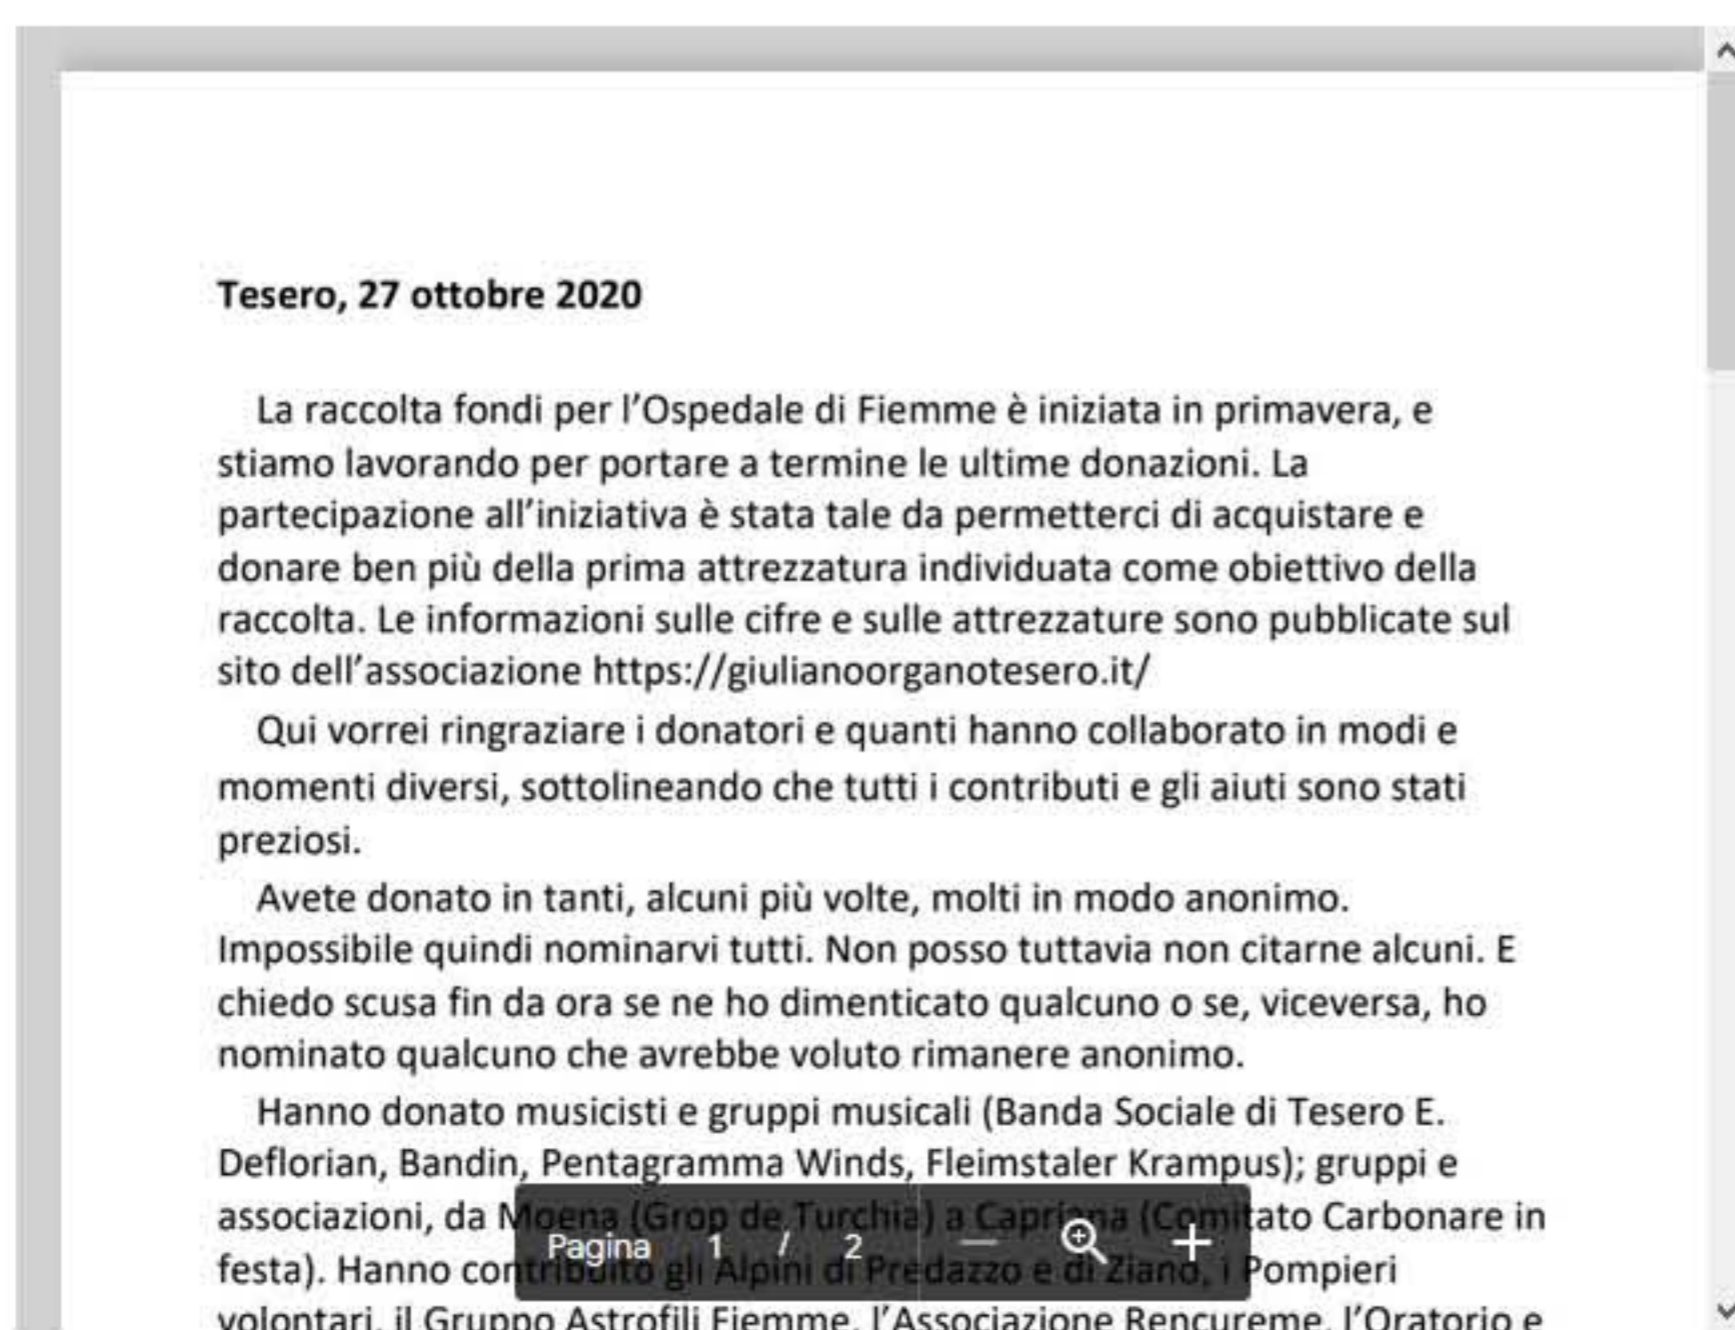 Tesero, 27 ottobre 2020
La raccolta fondi per l’Ospedale di Fiemme è iniziata in primavera, e
stiamo lavorando per portare a termine le ultime donazioni. La
partecipazione all’iniziativa è stata tale da permetterci di acquistare e
donare ben più della prima attrezzatura individuata come obiettivo della
raccolta. Le informazioni sulle cifre e sulle attrezzature sono pubblicate sul
sito dell’associazione https://giulianoorganotesero.it/
Qui vorrei ringraziare i donatori e quanti hanno collaborato in modi e
momenti diversi, sottolineando che tutti i contributi e gli aiuti sono stati
preziosi.
Avete donato in tanti, alcuni più volte, molti in modo anonimo.
Impossibile quindi nominarvi tutti. Non posso tuttavia non citarne alcuni. E
chiedo scusa fin da ora se ne ho dimenticato qualcuno o se, viceversa, ho
nominato qualcuno che avrebbe voluto rimanere anonimo.
Hanno donato musicisti e gruppi musicali (Banda Sociale di Tesero E.
Deflorian, Bandin, Pentagramma Winds, Fleimstaler Krampus); gruppi e
associazioni, da Moena (Grop de Turchia) a Capriana (Comitato Carbonare in
festa). Hanno contribuito gli Alpini di Predazzo e di Ziano, i Pompieri
volontari, il Gruppo Astrofili Fiemme, l’Associazione Rencureme, l’Oratorio e
Pagina 1 / 2